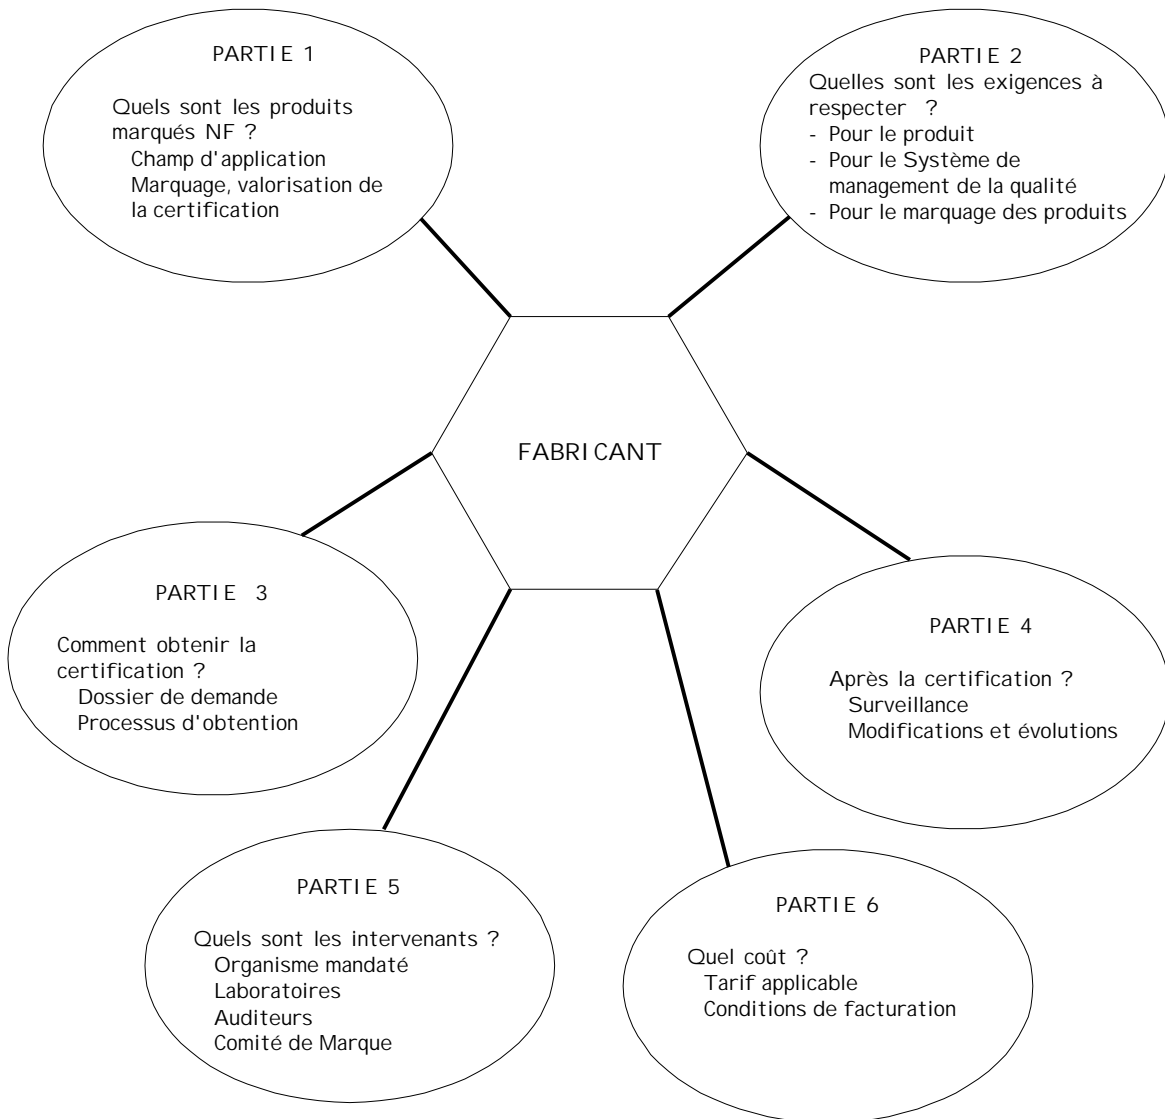 PARTIE 1
Quels sont les produits
marqués NF ?
Champ d'application
Marquage, valorisation de
la certification
PARTIE 2
Quelles sont les exigences à
respecter ?
- Pour le produit
- Pour le Système de
management de la qualité
- Pour le marquage des produits
FABRICANT
PARTIE 3
Comment obtenir la
certification ?
Dossier de demande
Processus d'obtention
PARTIE 4
Après la certification ?
Surveillance
Modifications et évolutions
PARTIE 5
Quels sont les intervenants ?
Organisme mandaté
Laboratoires
Auditeurs
Comité de Marque
PARTIE 6
Quel coût ?
Tarif applicable
Conditions de facturation